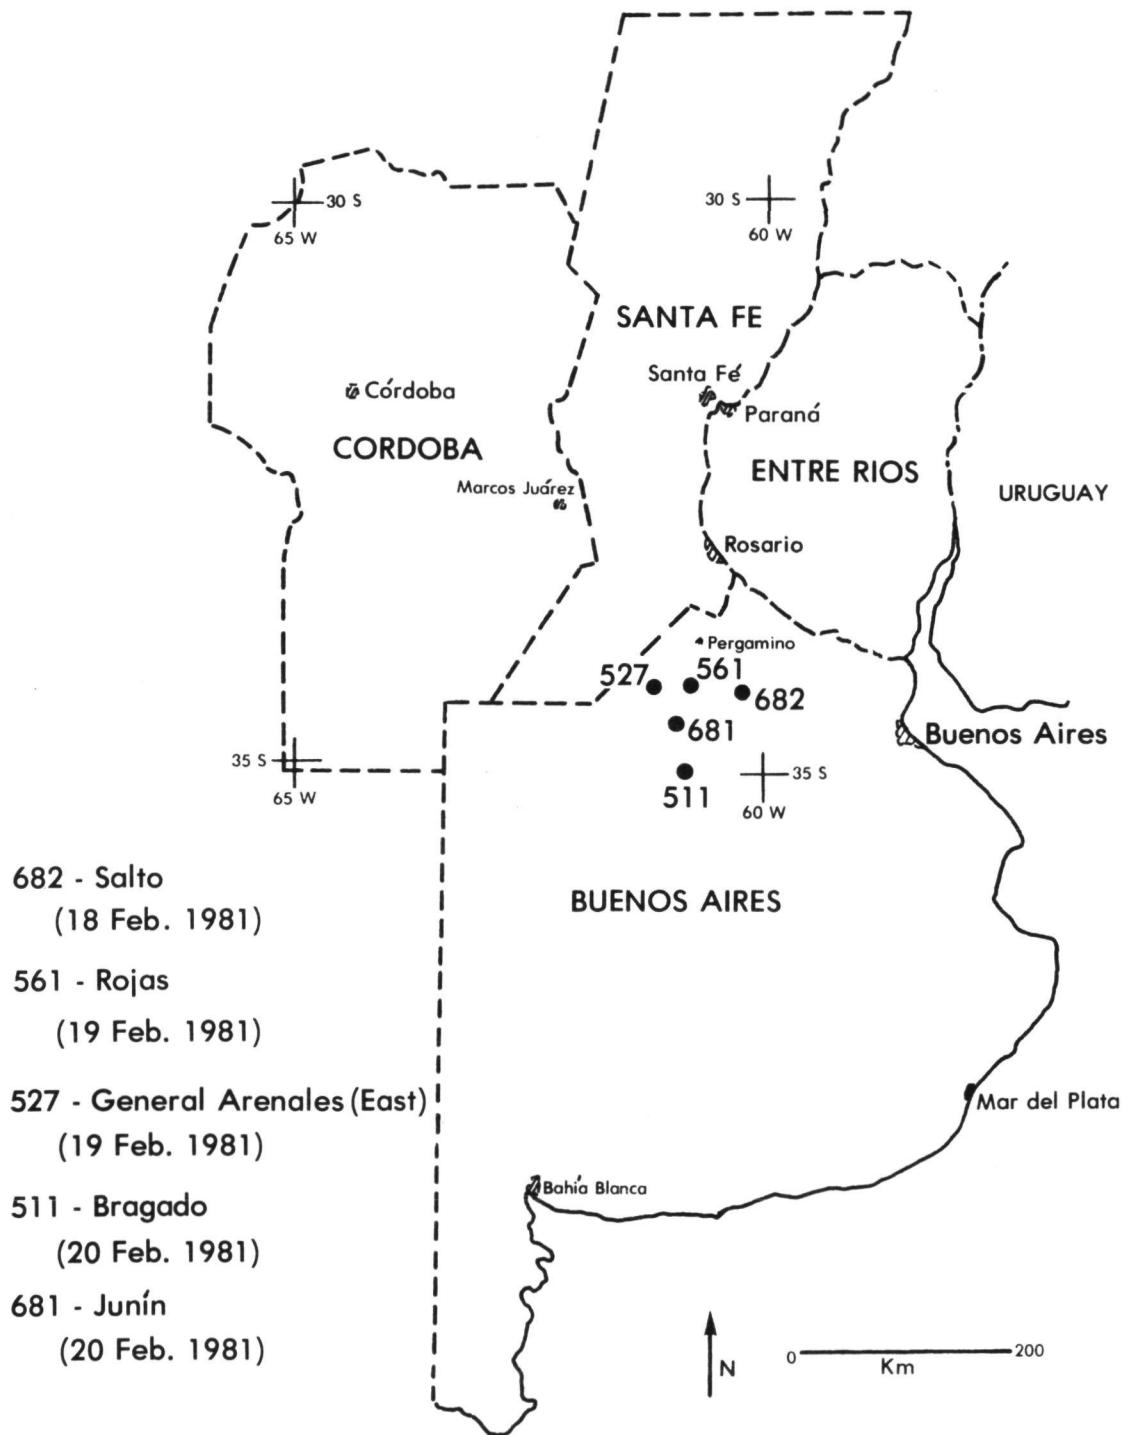 30 S
65 W
30 S
60 W
SANTA FE
Santa Fé
Córdoba
Paraná
CORDOBA
ENTRE RIOS
Marcos Juárez
URUGUAY
Rosario
Pergamino
527
561
682
681
Buenos Aires
35 S
65 W
35 S
511
60 W
BUENOS AIRES
682 - Salto
(18 Feb. 1981)
561 - Rojas
(19 Feb. 1981)
527 - General Arenales (East)
(19 Feb. 1981)
511 - Bragado
(20 Feb. 1981)
681 - Junín
(20 Feb. 1981)
Mar del Plata
Bahía Blanca
N
0
200
Km